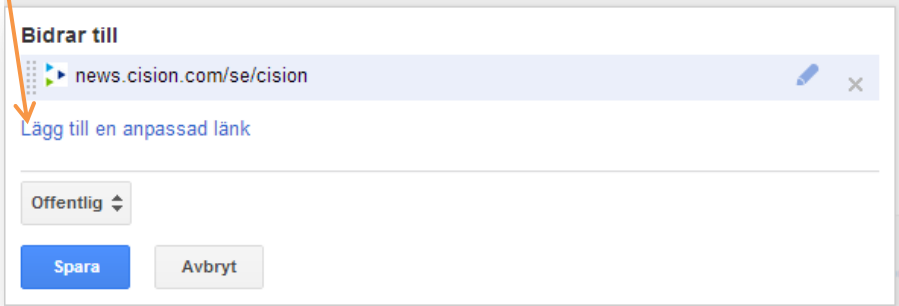 Bidrar till
news.cision.com/se/cision
Lägg till en anpassad länk
Offentlig
Spara Avbryt